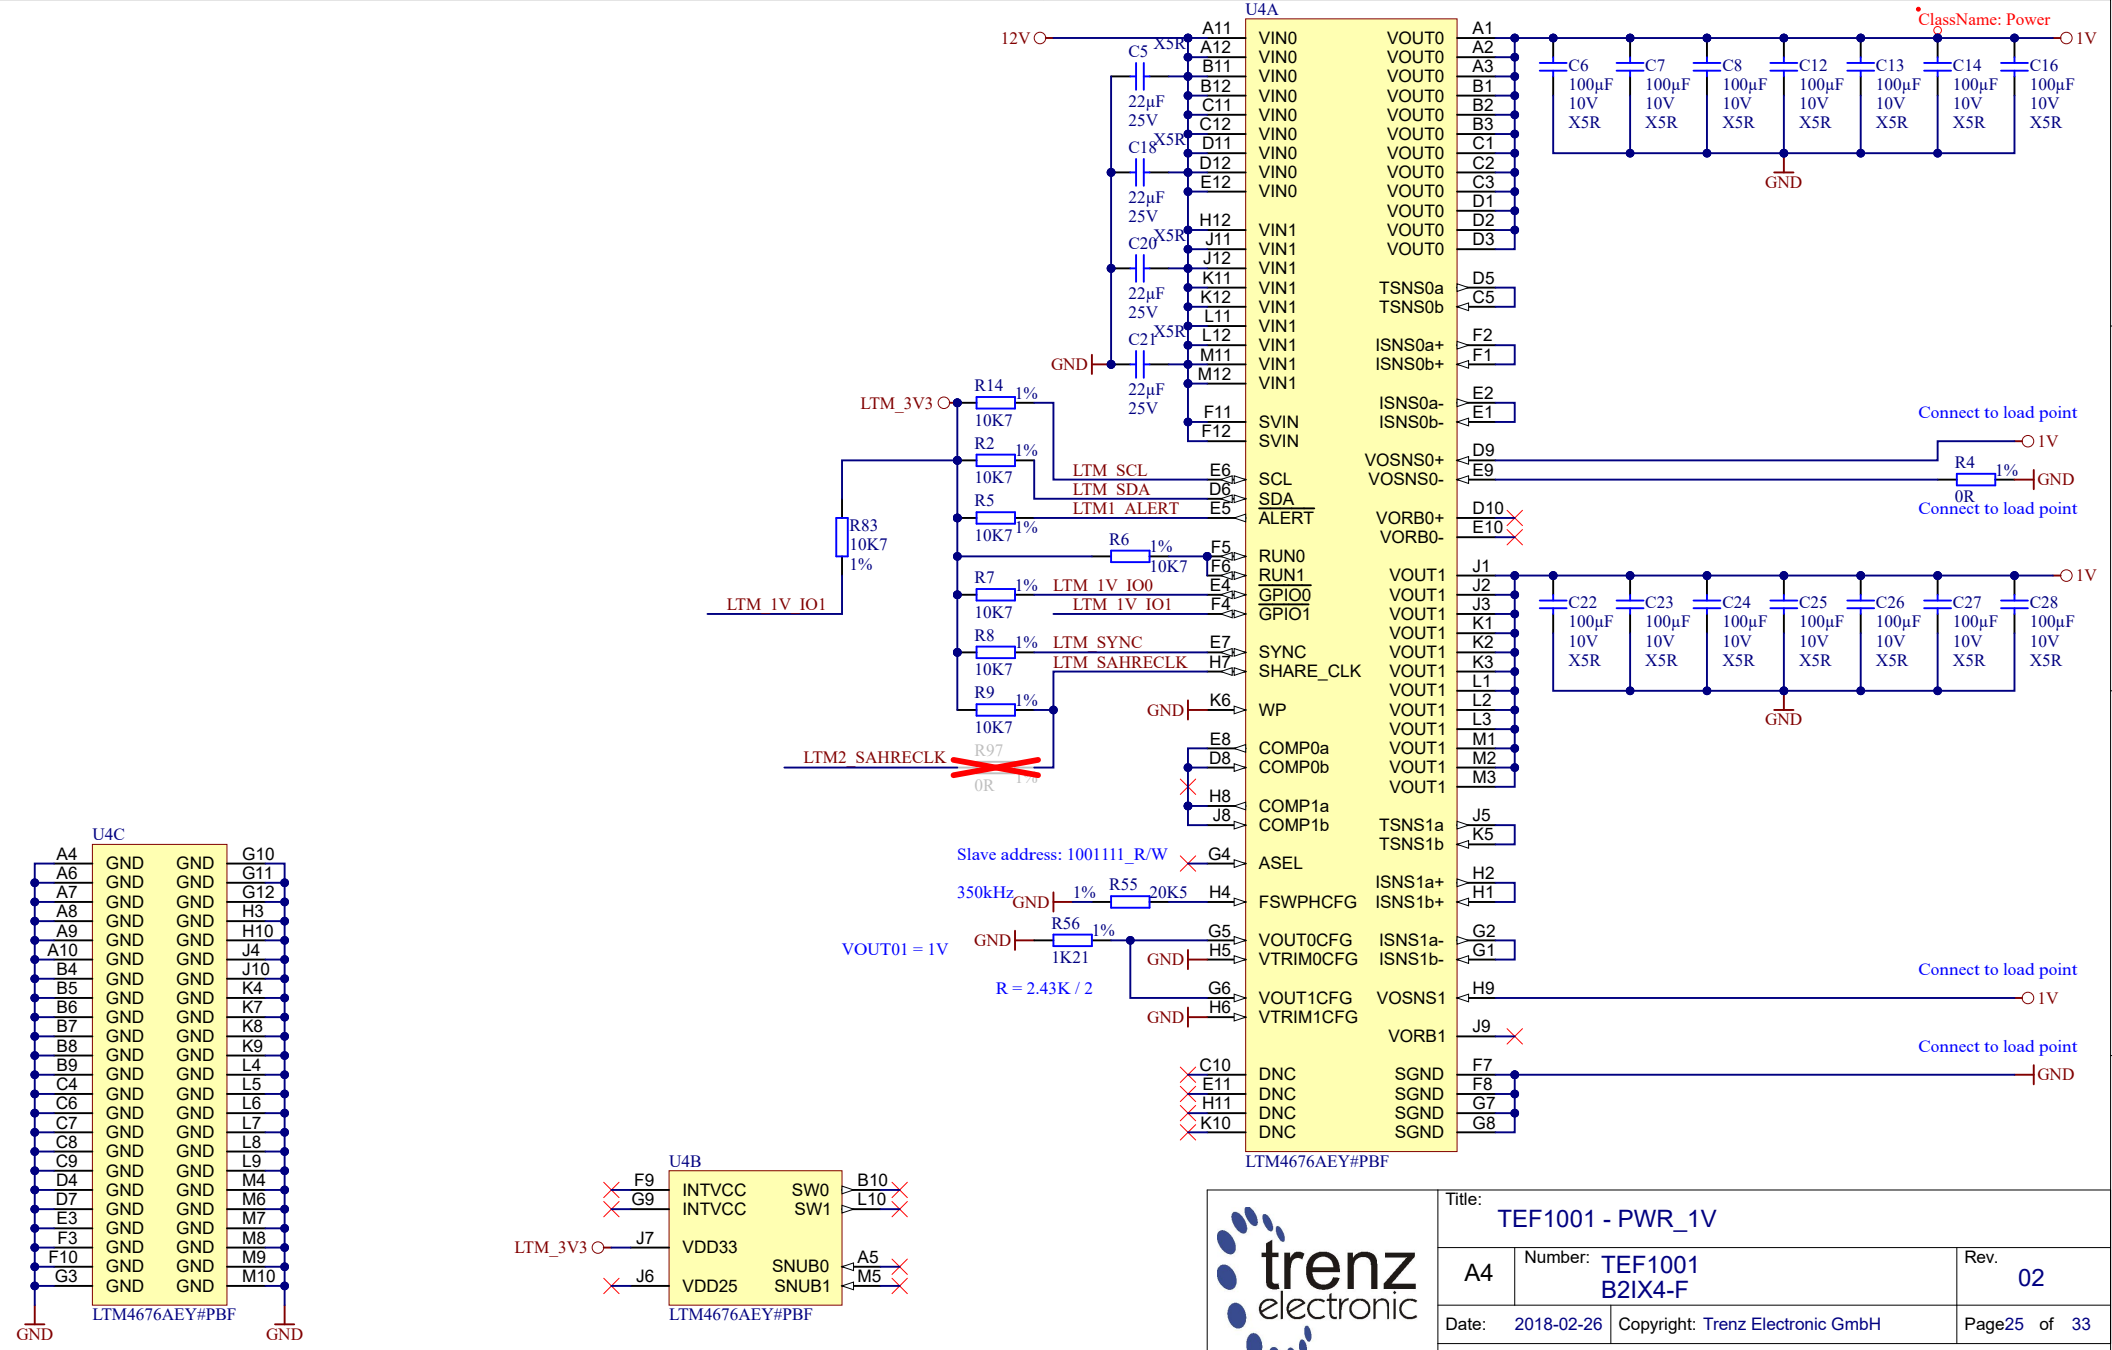 U4A
ClassName: Power
12V
1V
A11 VIN0 VOUT0 A1
A12 VIN0 VOUT0 A2
B11 VIN0 VOUT0 A3
B12 VIN0 VOUT0 B1
C11 VIN0 VOUT0 B2
C12 VIN0 VOUT0 B3
D11 VIN0 VOUT0 C1
D12 VIN0 VOUT0 C2
E12 VIN0 VOUT0 C3
VOUT0 D1
H12 VIN1 VOUT0 D2
J11 VIN1 VOUT0 D3
J12 VIN1
K11 VIN1 TSNS0a D5
K12 VIN1 TSNS0b C5
L11 VIN1
L12 VIN1 ISNS0a+ F2
M11 VIN1 ISNS0b+ F1
M12 VIN1
ISNS0a- E2
F11 SVIN ISNS0b- E1
F12 SVIN
VOSNS0+ D9
E6 SCL VOSNS0- E9
D6 SDA
E5 ALERT VORB0+ D10
VORB0- E10
F5 RUN0
F6 RUN1 VOUT1 J1
E4 GPIO0 VOUT1 J2
F4 GPIO1 VOUT1 J3
VOUT1 K1
E7 SYNC VOUT1 K2
H7 SHARE_CLK VOUT1 K3
VOUT1 L1
K6 WP VOUT1 L2
VOUT1 L3
E8 COMP0a VOUT1 M1
D8 COMP0b VOUT1 M2
VOUT1 M3
H8 COMP1a
J8 COMP1b TSNS1a J5
TSNS1b K5
G4 ASEL
ISNS1a+ H2
H4 FSWPHCFG ISNS1b+ H1
G5 VOUT0CFG ISNS1a- G2
H5 VTRIM0CFG ISNS1b- G1
G6 VOUT1CFG VOSNS1 H9
H6 VTRIM1CFG
VORB1 J9
C10 DNC SGND F7
E11 DNC SGND F8
H11 DNC SGND G7
K10 DNC SGND G8
LTM4676AEY#PBF
C5 X5R
22µF
25V
C18 X5R
22µF
25V
C20 X5R
22µF
25V
C21 X5R
22µF
25V
GND
C6 C7 C8 C12 C13 C14 C16
100µF 100µF 100µF 100µF 100µF 100µF 100µF
10V 10V 10V 10V 10V 10V 10V
X5R X5R X5R X5R X5R X5R X5R
GND
Connect to load point
1V
R4 1% GND
0R
Connect to load point
1V
C22 C23 C24 C25 C26 C27 C28
100µF 100µF 100µF 100µF 100µF 100µF 100µF
10V 10V 10V 10V 10V 10V 10V
X5R X5R X5R X5R X5R X5R X5R
GND
Connect to load point
1V
Connect to load point
GND
LTM_3V3
R14 1%
10K7
R2 1%
10K7
LTM_SCL
LTM_SDA
R5 1%
10K7
LTM1_ALERT
R83
10K7
1%
R6 1%
10K7
LTM_1V_IO1
R7 1%
10K7
LTM_1V_IO0
LTM_1V_IO1
R8 1%
10K7
LTM_SYNC
LTM_SAHRECLK
R9 1%
10K7
GND
LTM2_SAHRECLK
R97
0R 1%
Slave address: 1001111_R/W
350kHz GND 1% R55 20K5
VOUT01 = 1V GND R56 1%
1K21 GND
R = 2.43K / 2
GND
U4C
A4 GND GND G10
A6 GND GND G11
A7 GND GND G12
A8 GND GND H3
A9 GND GND H10
A10 GND GND J4
B4 GND GND J10
B5 GND GND K4
B6 GND GND K7
B7 GND GND K8
B8 GND GND K9
B9 GND GND L4
C4 GND GND L5
C6 GND GND L6
C7 GND GND L7
C8 GND GND L8
C9 GND GND L9
D4 GND GND M4
D7 GND GND M6
E3 GND GND M7
F3 GND GND M8
F10 GND GND M9
G3 GND GND M10
LTM4676AEY#PBF
GND GND
U4B
F9 INTVCC SW0 B10
G9 INTVCC SW1 L10
LTM_3V3 J7 VDD33
SNUB0 A5
J6 VDD25 SNUB1 M5
LTM4676AEY#PBF
trenz
electronic
Title:
TEF1001 - PWR_1V
A4 Number: TEF1001
B2IX4-F
Rev.
02
Date: 2018-02-26 Copyright: Trenz Electronic GmbH Page25 of 33